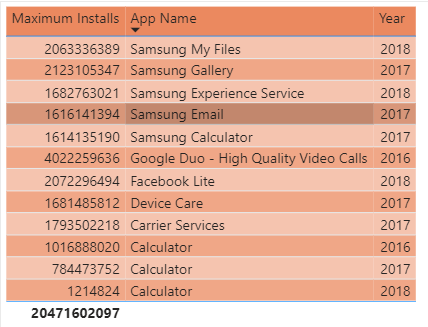 Maximum Installs App Name Year
2063336389 Samsung My Files 2018
2123105347 Samsung Gallery 2017
1682763021 Samsung Experience Service 2018
1616141394 Samsung Email 2017
1614135190 Samsung Calculator 2017
4022259636 Google Duo - High Quality Video Calls 2016
2072296494 Facebook Lite 2018
1681485812 Device Care 2017
1793502218 Carrier Services 2017
1016888020 Calculator 2016
784473752 Calculator 2017
1214824 Calculator 2018
20471602097